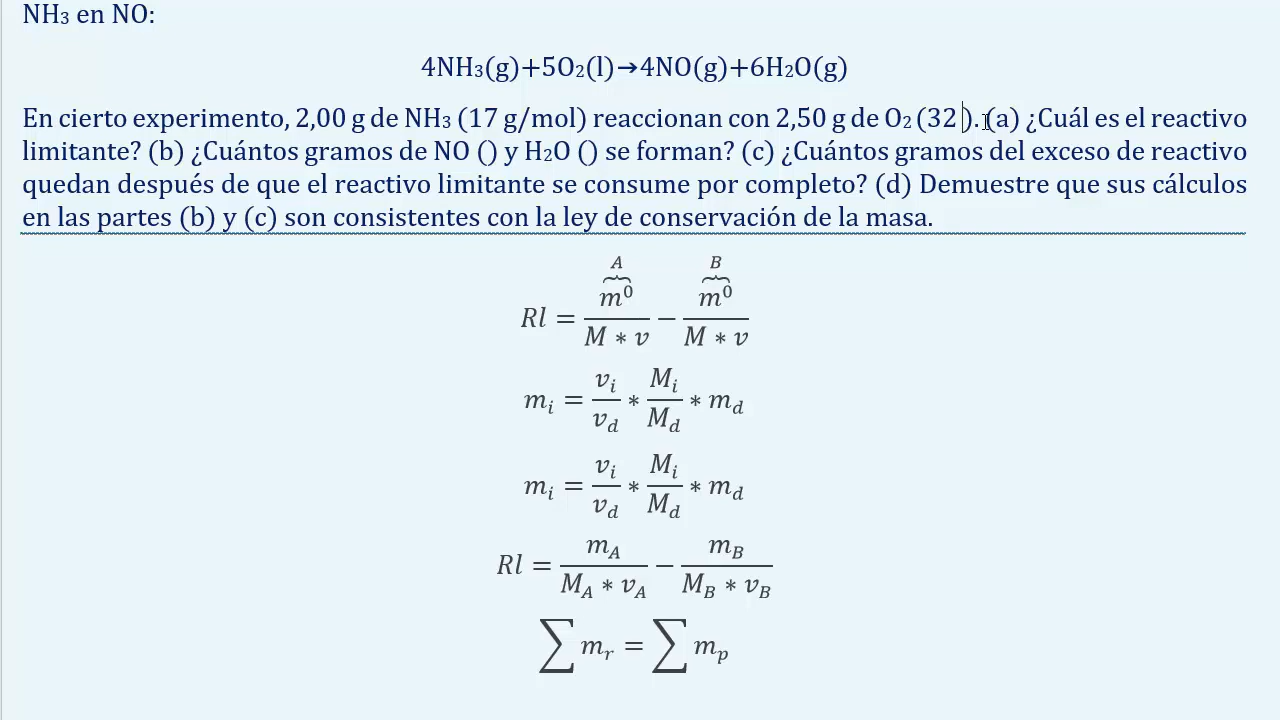 NH₃ en NO:
4NH₃(g)+5O₂(l)➔4NO(g)+6H₂O(g)
En cierto experimento, 2,00 g de NH₃ (17 g/mol) reaccionan con 2,50 g de O₂ (32 ). (a) ¿Cuál es el reactivo
limitante? (b) ¿Cuántos gramos de NO () y H₂O () se forman? (c) ¿Cuántos gramos del exceso de reactivo
quedan después de que el reactivo limitante se consume por completo? (d) Demuestre que sus cálculos
en las partes (b) y (c) son consistentes con la ley de conservación de la masa.
A B
Rl = m⁰ / (M * v) − m⁰ / (M * v)
mᵢ = vᵢ/v_d * Mᵢ/M_d * m_d
mᵢ = vᵢ/v_d * Mᵢ/M_d * m_d
Rl = m_A / (M_A * v_A) − m_B / (M_B * v_B)
∑ m_r = ∑ m_p